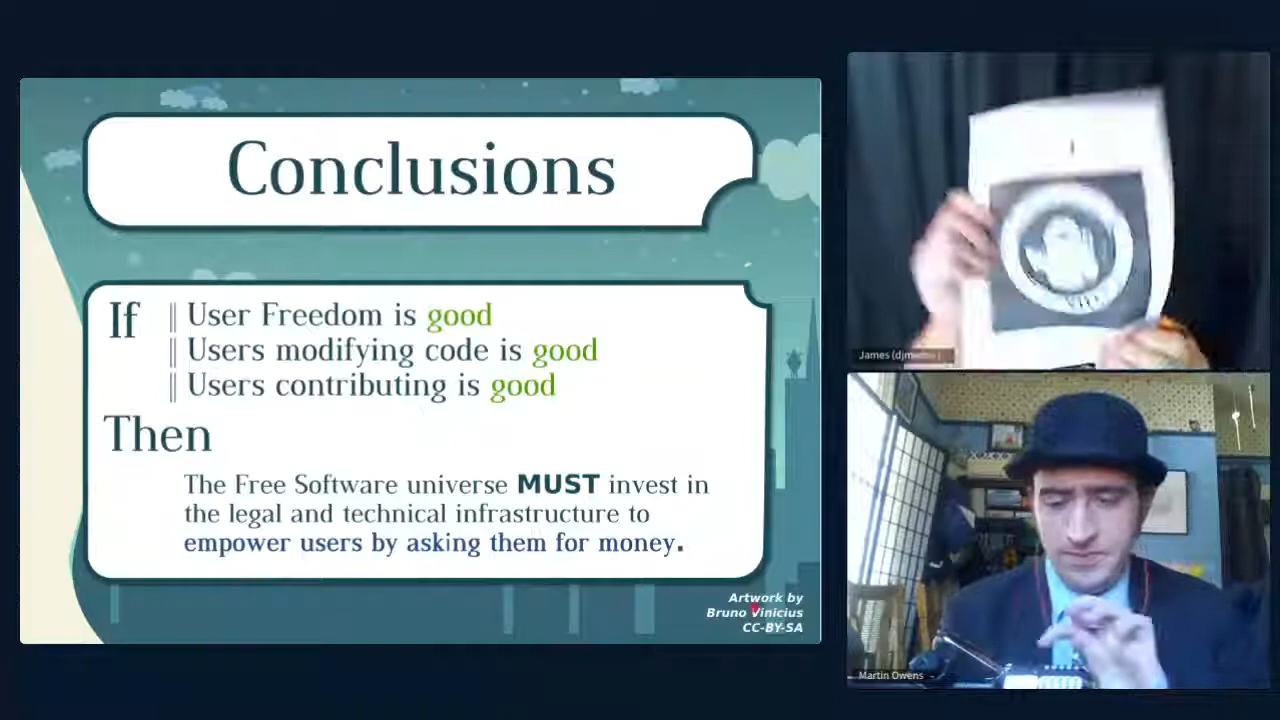 Conclusions
If
User Freedom is good
Users modifying code is good
Users contributing is good
Then
The Free Software universe MUST invest in
the legal and technical infrastructure to
empower users by asking them for money.
Artwork by
Bruno Vinicius
CC-BY-SA
James
Martin Owens